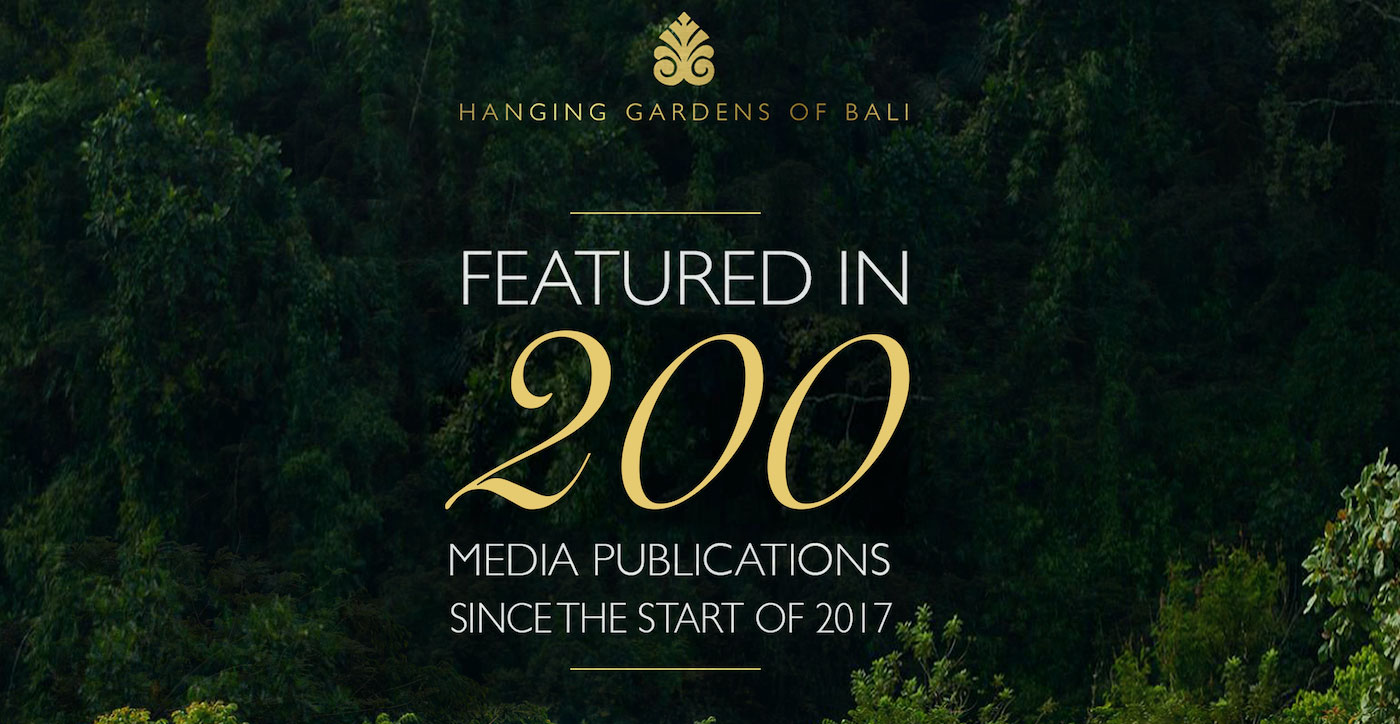 HANGING GARDENS OF BALI
FEATURED IN
200
MEDIA PUBLICATIONS
SINCE THE START OF 2017